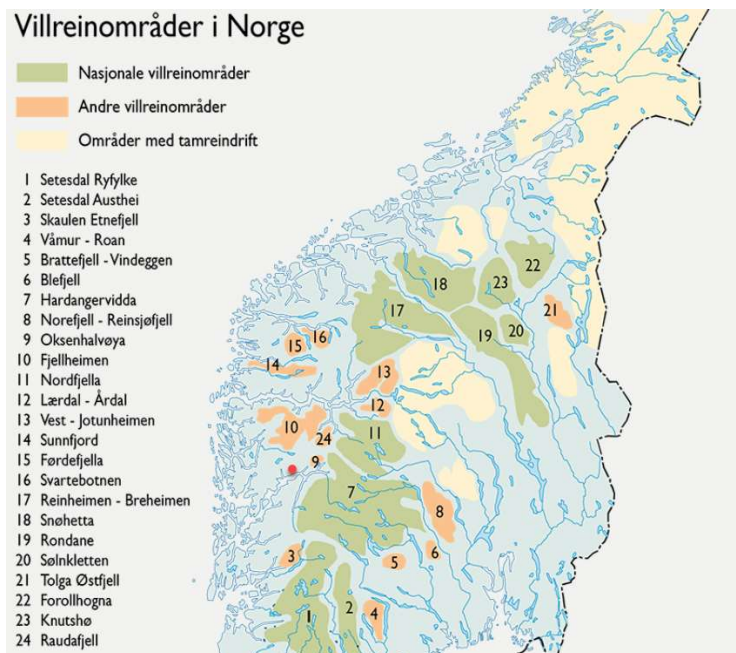 Villreinområder i Norge
Nasjonale villreinområder
Andre villreinområder
Områder med tamreindrift
1 Setesdal Ryfylke
2 Setesdal Austhei
3 Skaulen Etnefjell
4 Våmur - Roan
5 Brattefjell - Vindeggen
6 Blefjell
7 Hardangervidda
8 Norefjell - Reinsjøfjell
9 Oksenhalvøya
10 Fjellheimen
11 Nordfjella
12 Lærdal - Årdal
13 Vest - Jotunheimen
14 Sunnfjord
15 Førdefjella
16 Svartebotnen
17 Reinheimen - Breheimen
18 Snøhetta
19 Rondane
20 Sølnkletten
21 Tolga Østfjell
22 Forollhogna
23 Knutshø
24 Raudafjell
22
18
23
17
21
19
20
16
15
14
13
12
10
24
11
9
7
8
3
6
5
1
2
4